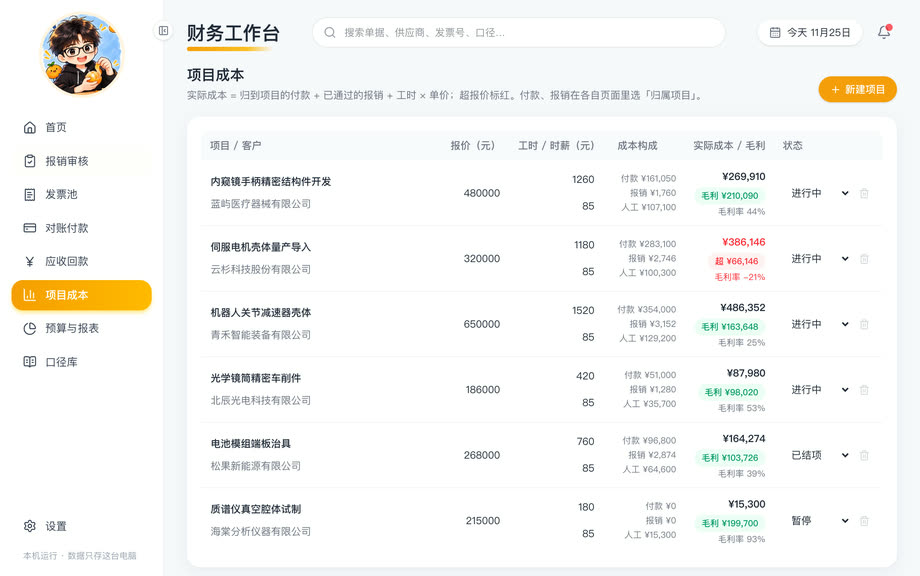 财务工作台
搜索单据、供应商、发票号、口径...
今天 11月25日
首页
报销审核
发票池
对账付款
应收回款
项目成本
预算与报表
口径库
设置
本机运行 · 数据只存这台电脑
项目成本
实际成本 = 归到项目的付款 + 已通过的报销 + 工时 × 单价；超报价标红。付款、报销在各自页面里选「归属项目」。
+ 新建项目
项目 / 客户 报价（元） 工时 / 时薪（元） 成本构成 实际成本 / 毛利 状态
内窥镜手柄精密结构件开发
蓝屿医疗器械有限公司
480000
1260
85
付款 ¥161,050
报销 ¥1,760
人工 ¥107,100
¥269,910
毛利 ¥210,090
毛利率 44%
进行中
伺服电机壳体量产导入
云杉科技股份有限公司
320000
1180
85
付款 ¥283,100
报销 ¥2,746
人工 ¥100,300
¥386,146
超 ¥66,146
毛利率 −21%
进行中
机器人关节减速器壳体
青禾智能装备有限公司
650000
1520
85
付款 ¥354,000
报销 ¥3,152
人工 ¥129,200
¥486,352
毛利 ¥163,648
毛利率 25%
进行中
光学镜筒精密车削件
北辰光电科技有限公司
186000
420
85
付款 ¥51,000
报销 ¥1,280
人工 ¥35,700
¥87,980
毛利 ¥98,020
毛利率 53%
进行中
电池模组端板治具
松果新能源有限公司
268000
760
85
付款 ¥96,800
报销 ¥2,874
人工 ¥64,600
¥164,274
毛利 ¥103,726
毛利率 39%
已结项
质谱仪真空腔体试制
海棠分析仪器有限公司
215000
180
85
付款 ¥0
报销 ¥0
人工 ¥15,300
¥15,300
毛利 ¥199,700
毛利率 93%
暂停